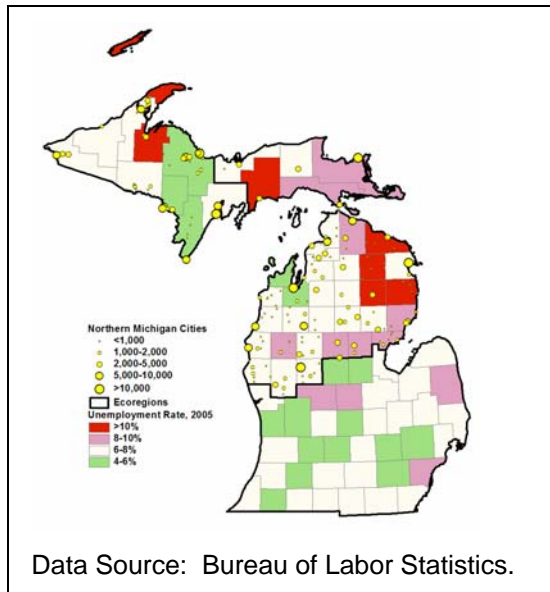 Northern Michigan Cities
<1,000
1,000-2,000
2,000-5,000
5,000-10,000
>10,000
Ecoregions
Unemployment Rate, 2005
>10%
8-10%
6-8%
4-6%
Data Source: Bureau of Labor Statistics.